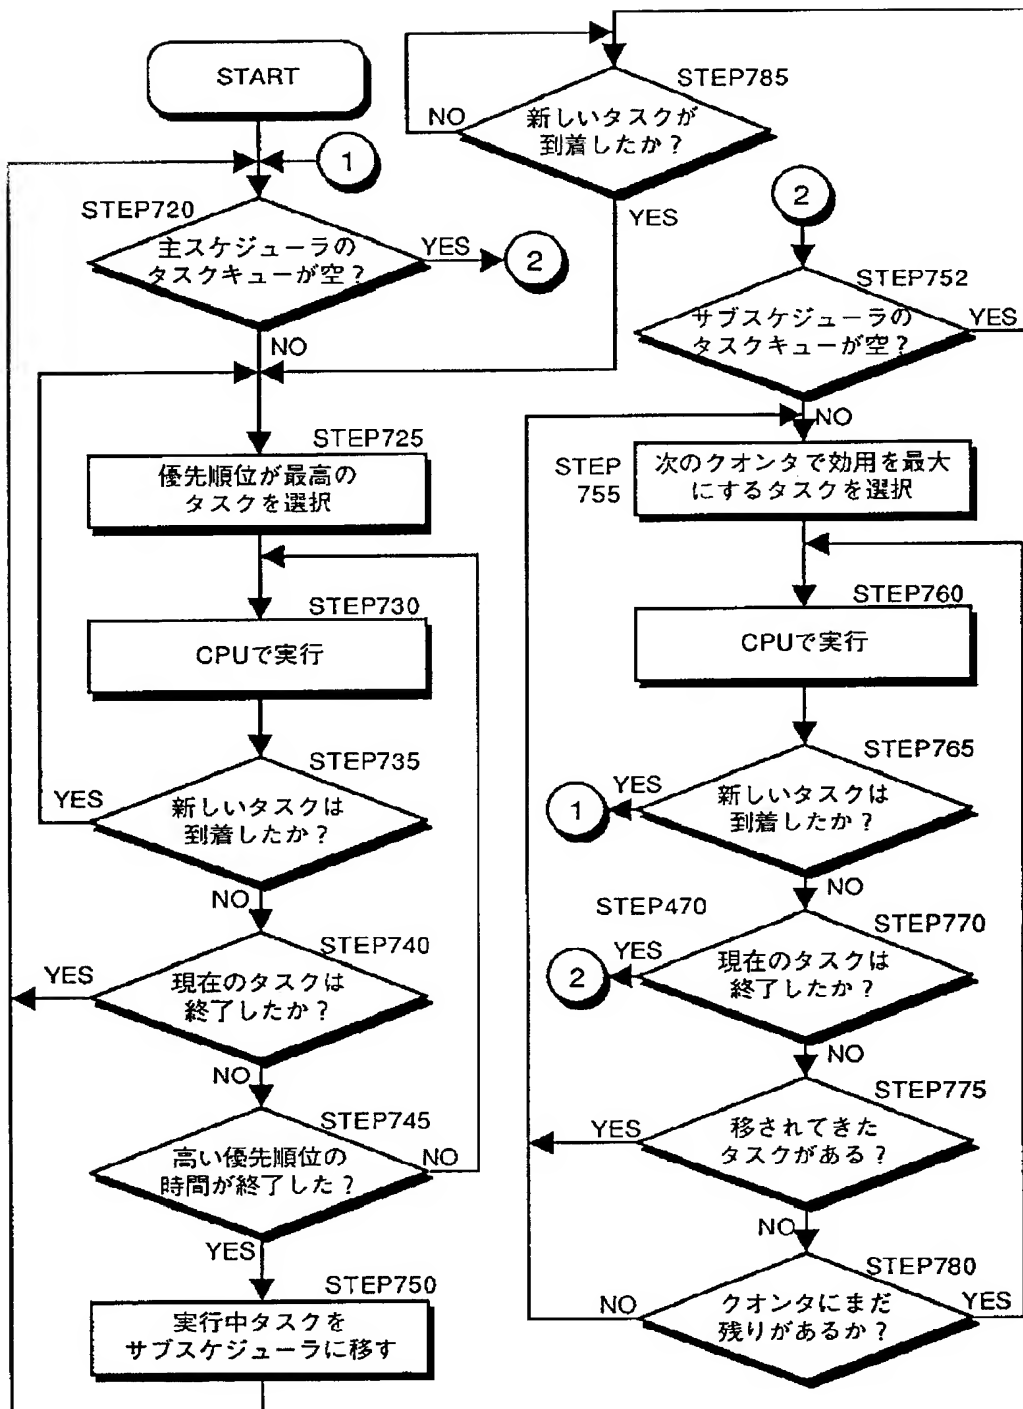 START
1
STEP720
主スケジューラの
タスクキューが空？
YES
2
NO
STEP725
優先順位が最高の
タスクを選択
STEP730
CPUで実行
STEP735
YES
新しいタスクは
到着したか？
NO
STEP740
YES
現在のタスクは
終了したか？
NO
STEP745
高い優先順位の
時間が終了した？
NO
YES
STEP750
実行中タスクを
サブスケジューラに移す
STEP785
NO
新しいタスクが
到着したか？
YES
2
STEP752
サブスケジューラの
タスクキューが空？
YES
NO
STEP
755
次のクオンタで効用を最大
にするタスクを選択
STEP760
CPUで実行
STEP765
1
YES
新しいタスクは
到着したか？
NO
STEP470
STEP770
2
YES
現在のタスクは
終了したか？
NO
STEP775
YES
移されてきた
タスクがある？
NO
STEP780
NO
クオンタにまだ
残りがあるか？
YES